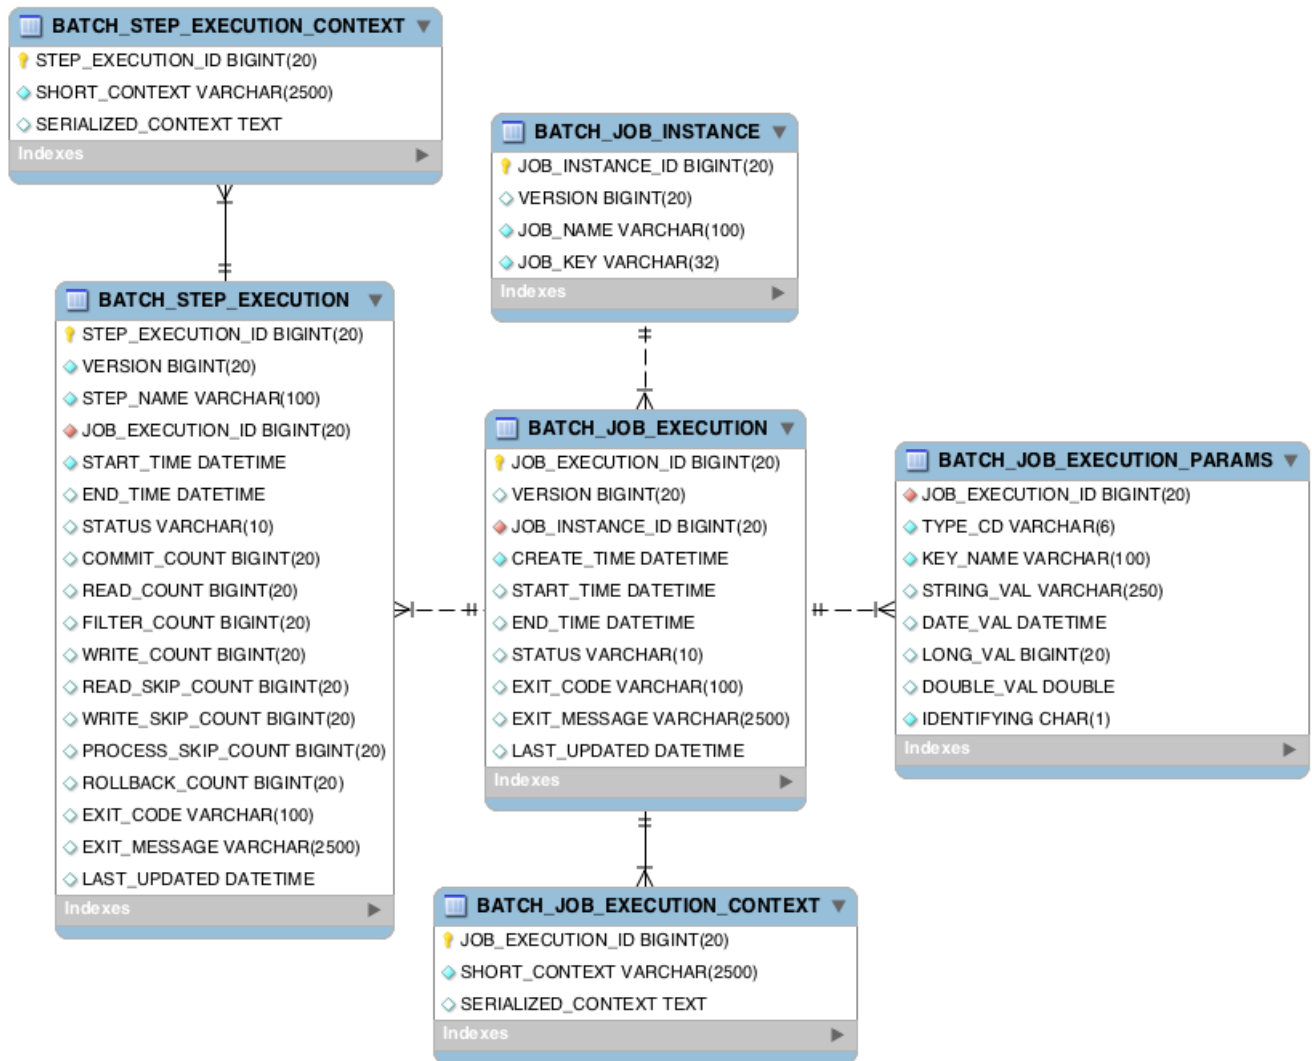 BATCH_STEP_EXECUTION_CONTEXT
STEP_EXECUTION_ID BIGINT(20)
SHORT_CONTEXT VARCHAR(2500)
SERIALIZED_CONTEXT TEXT
Indexes
BATCH_JOB_INSTANCE
JOB_INSTANCE_ID BIGINT(20)
VERSION BIGINT(20)
JOB_NAME VARCHAR(100)
JOB_KEY VARCHAR(32)
Indexes
BATCH_STEP_EXECUTION
STEP_EXECUTION_ID BIGINT(20)
VERSION BIGINT(20)
STEP_NAME VARCHAR(100)
JOB_EXECUTION_ID BIGINT(20)
START_TIME DATETIME
END_TIME DATETIME
STATUS VARCHAR(10)
COMMIT_COUNT BIGINT(20)
READ_COUNT BIGINT(20)
FILTER_COUNT BIGINT(20)
WRITE_COUNT BIGINT(20)
READ_SKIP_COUNT BIGINT(20)
WRITE_SKIP_COUNT BIGINT(20)
PROCESS_SKIP_COUNT BIGINT(20)
ROLLBACK_COUNT BIGINT(20)
EXIT_CODE VARCHAR(100)
EXIT_MESSAGE VARCHAR(2500)
LAST_UPDATED DATETIME
Indexes
BATCH_JOB_EXECUTION
JOB_EXECUTION_ID BIGINT(20)
VERSION BIGINT(20)
JOB_INSTANCE_ID BIGINT(20)
CREATE_TIME DATETIME
START_TIME DATETIME
END_TIME DATETIME
STATUS VARCHAR(10)
EXIT_CODE VARCHAR(100)
EXIT_MESSAGE VARCHAR(2500)
LAST_UPDATED DATETIME
Indexes
BATCH_JOB_EXECUTION_PARAMS
JOB_EXECUTION_ID BIGINT(20)
TYPE_CD VARCHAR(6)
KEY_NAME VARCHAR(100)
STRING_VAL VARCHAR(250)
DATE_VAL DATETIME
LONG_VAL BIGINT(20)
DOUBLE_VAL DOUBLE
IDENTIFYING CHAR(1)
Indexes
BATCH_JOB_EXECUTION_CONTEXT
JOB_EXECUTION_ID BIGINT(20)
SHORT_CONTEXT VARCHAR(2500)
SERIALIZED_CONTEXT TEXT
Indexes